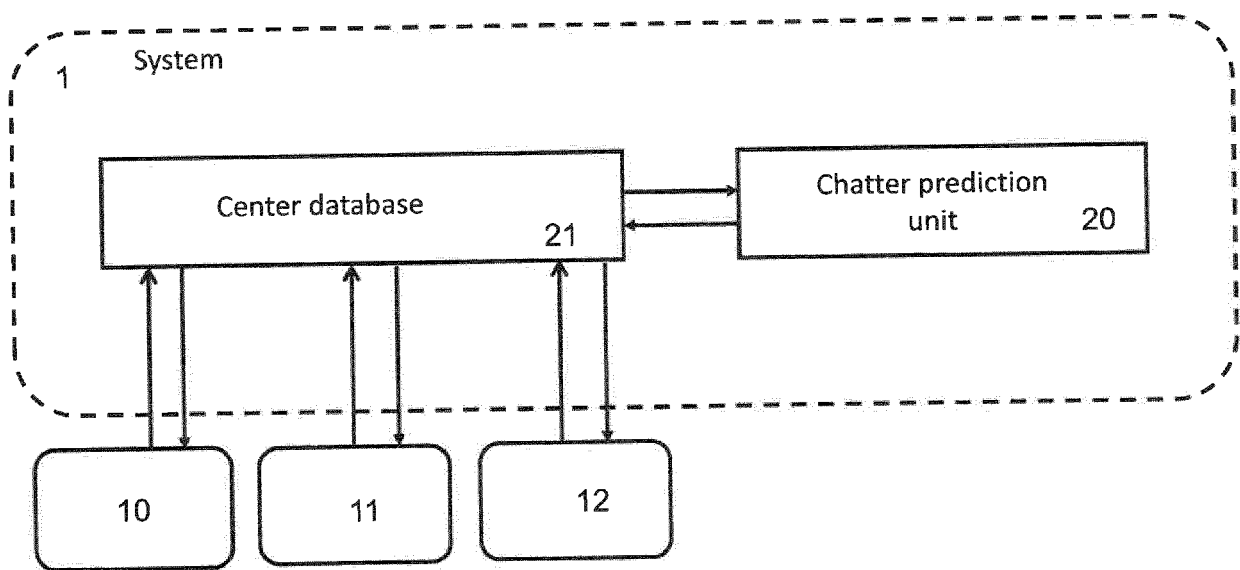 System
1
Center database
21
Chatter prediction
unit
20
10
11
12